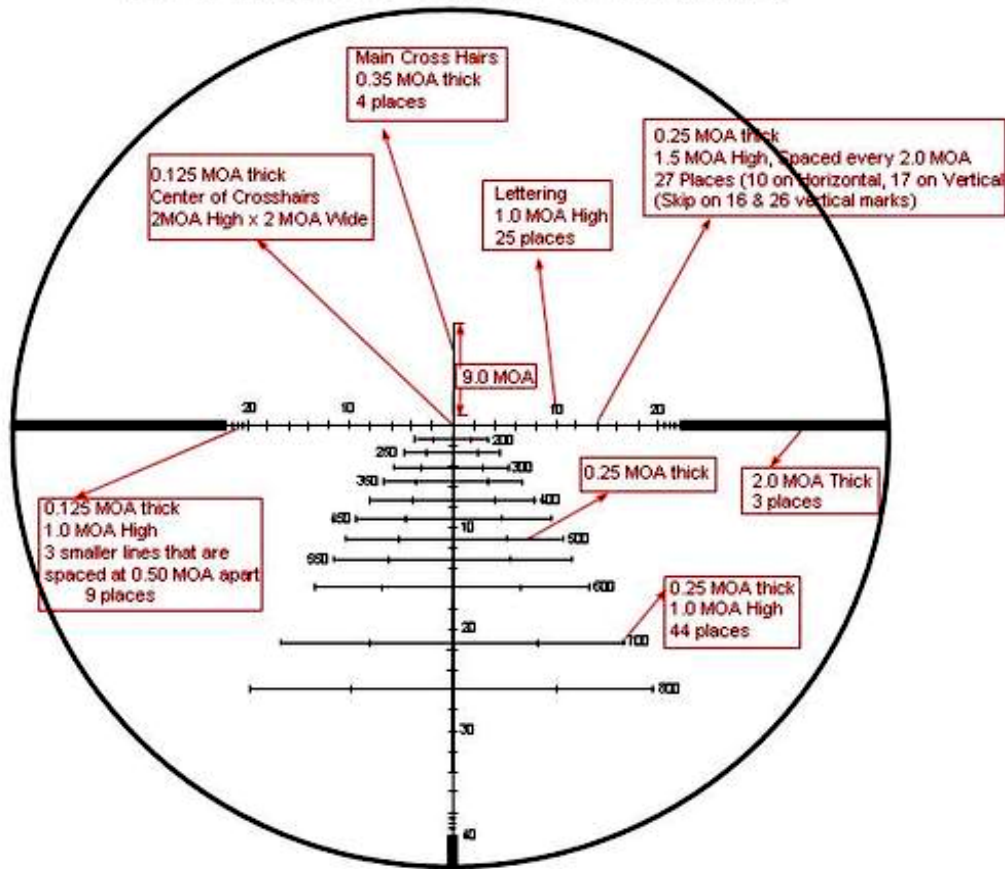 Main Cross Hairs
0.35 MOA thick
4 places
0.25 MOA thick
1.5 MOA High, Spaced every 2.0 MOA
27 Places (10 on Horizontal, 17 on Vertical
(Skip on 16 & 26 vertical marks)
0.125 MOA thick
Center of Crosshairs
2MOA High x 2 MOA Wide
Lettering
1.0 MOA High
25 places
9.0 MOA
20
10
10
20
200
250
300
350
0.25 MOA thick
2.0 MOA Thick
3 places
400
450
10
500
0.125 MOA thick
1.0 MOA High
3 smaller lines that are
spaced at 0.50 MOA apart
9 places
550
600
0.25 MOA thick
1.0 MOA High
44 places
20
700
800
30
40